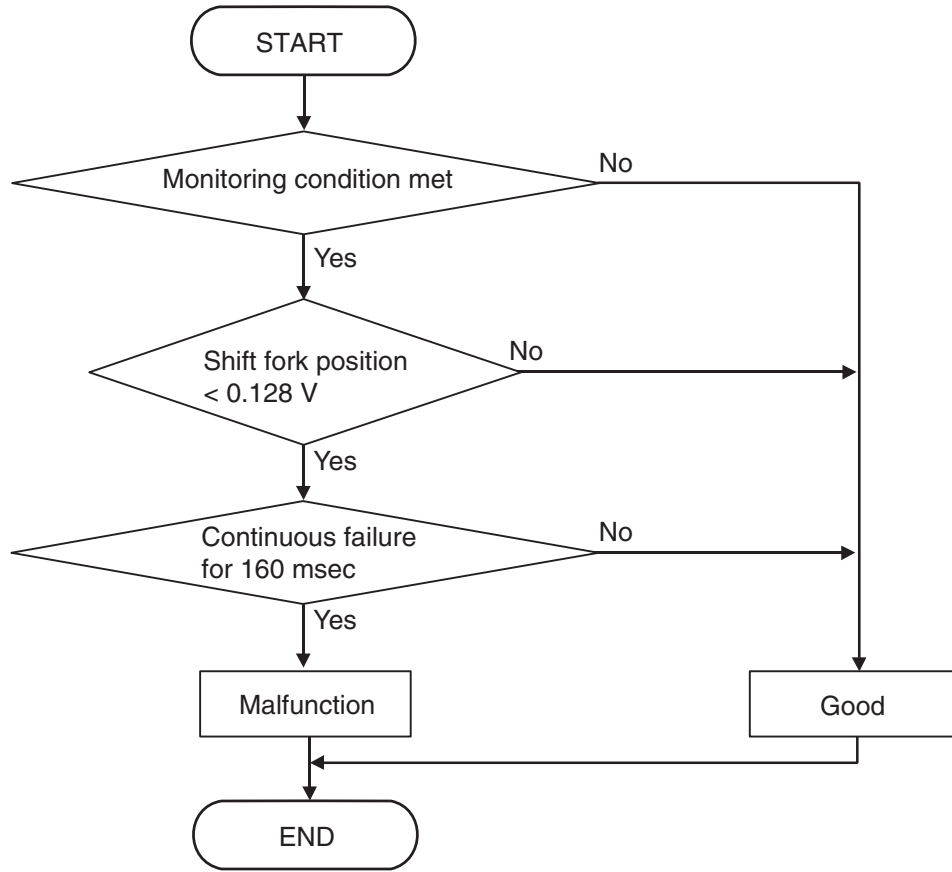 START
Monitoring condition met
No
Yes
Shift fork position
< 0.128 V
No
Yes
Continuous failure
for 160 msec
No
Yes
Malfunction
Good
END